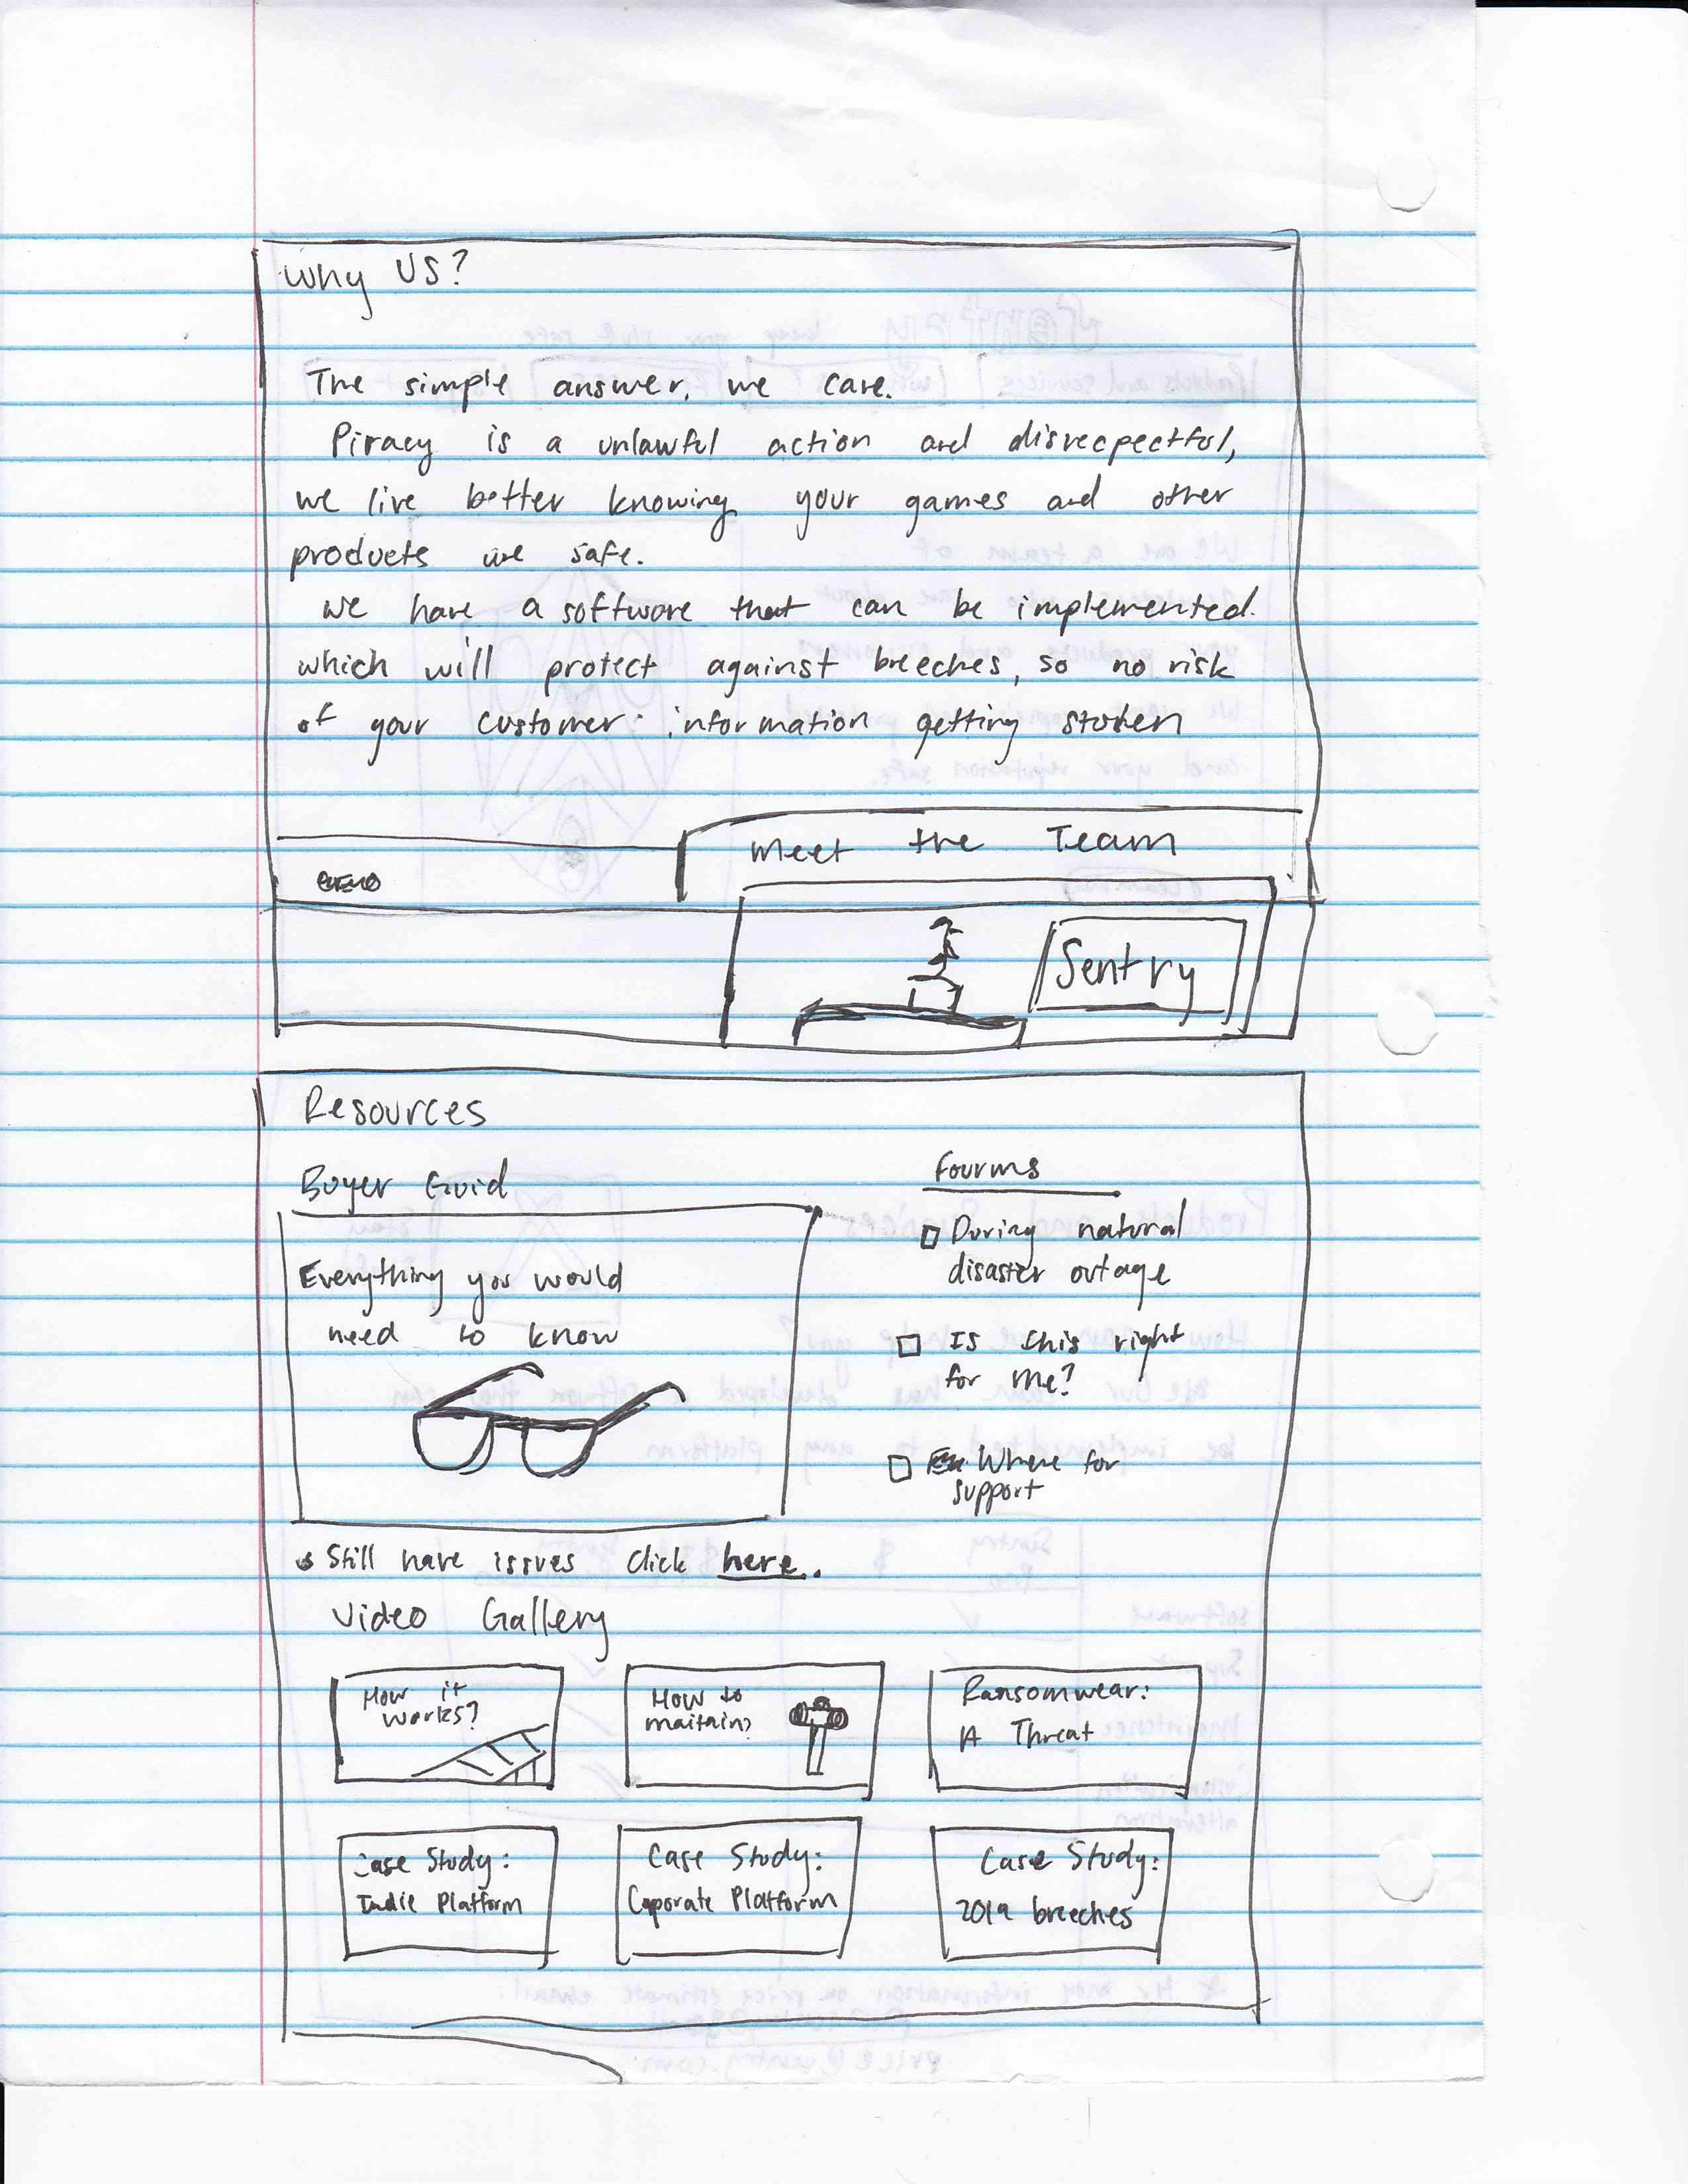 Why US?
The simple answer, we care.
Piracy is a unlawful action and disrecpectful,
we live better knowing your games and other
products are safe.
we have a software that can be implemented.
which will protect against breeches, so no risk
of your customer information getting stolen
Meet the Team
Sentry
Resources
Buyer Guid
Everything you would
need to know
Fourms
During natural
disaster outage
Is this right
for me?
Where for
support
Still have issues click here.
Video Gallery
How it
works?
How to
maitain?
Ransomwear:
A Threat
Case Study:
Indie Platform
Case Study:
Coporate Platform
Case Study:
2019 breeches